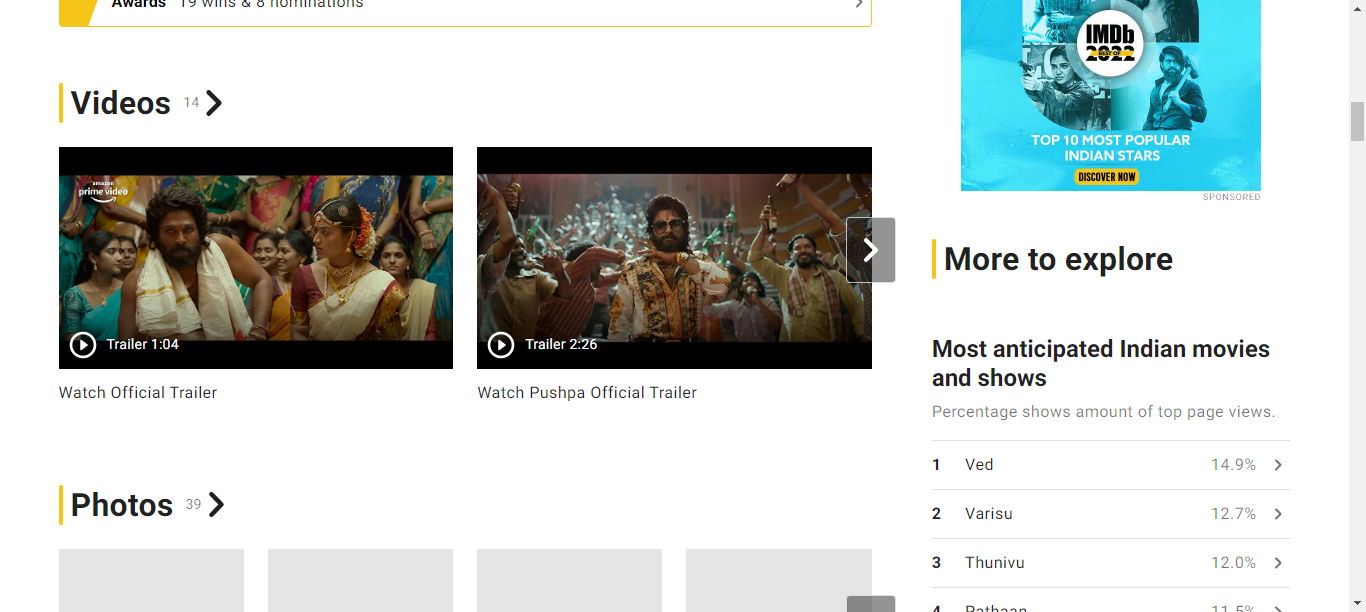 Awards 19 wins & 8 nominations
Videos 14
amazon
prime video
Trailer 1:04
Trailer 2:26
Watch Official Trailer
Watch Pushpa Official Trailer
Photos 39
IMDb
BEST OF
2022
TOP 10 MOST POPULAR
INDIAN STARS
DISCOVER NOW
SPONSORED
More to explore
Most anticipated Indian movies
and shows
Percentage shows amount of top page views.
1 Ved 14.9%
2 Varisu 12.7%
3 Thunivu 12.0%
4 Pathaan 11.5%